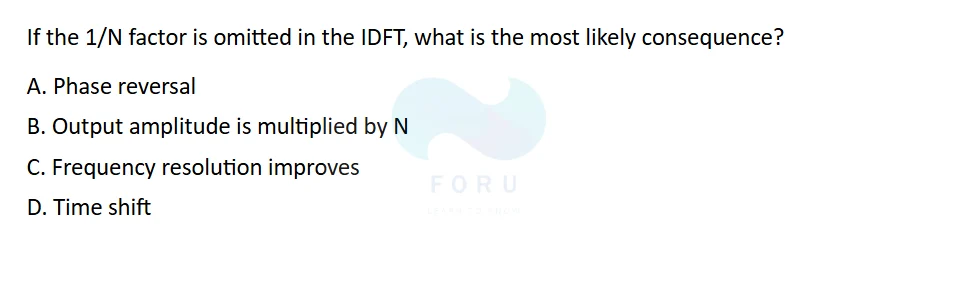 If the 1/N factor is omitted in the IDFT, what is the most likely consequence?
A. Phase reversal
B. Output amplitude is multiplied by N
C. Frequency resolution improves
D. Time shift
FORU